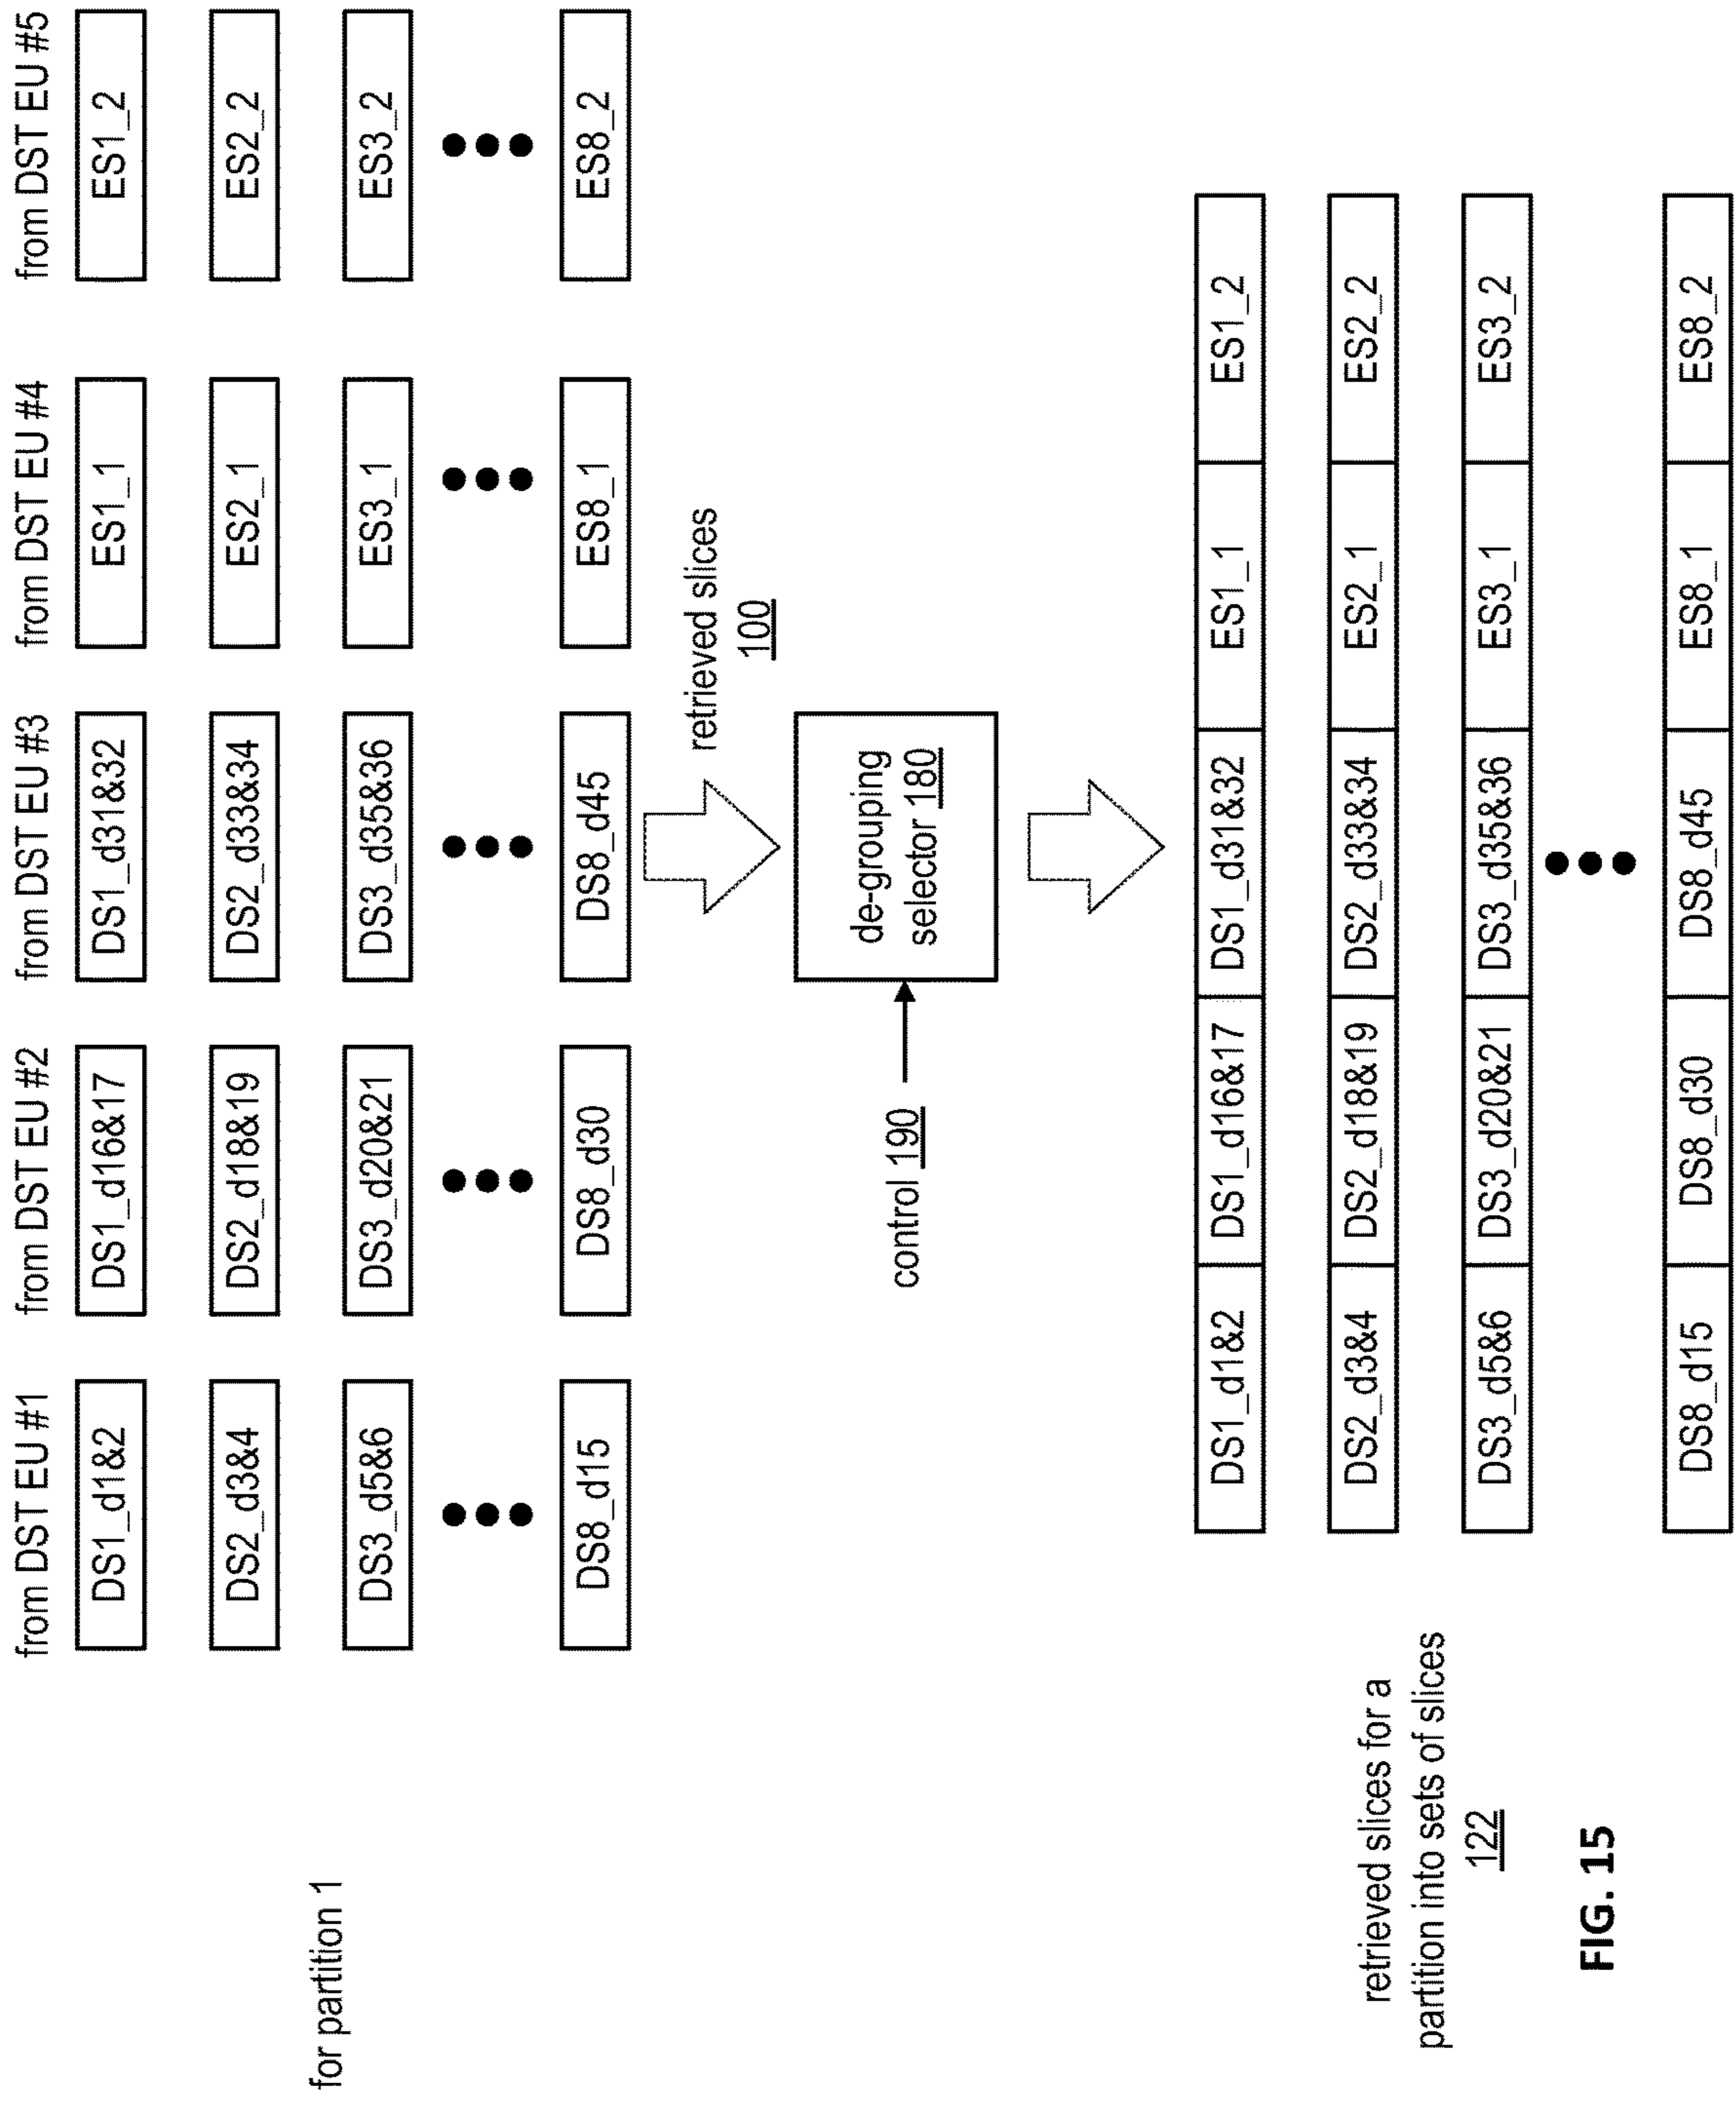 from DST EU #1 from DST EU #2 from DST EU #3 from DST EU #4 from DST EU #5
DS1_d1&2 DS1_d16&17 DS1_d31&32 ES1_1 ES1_2
DS2_d3&4 DS2_d18&19 DS2_d33&34 ES2_1 ES2_2
for partition 1
DS3_d5&6 DS3_d20&21 DS3_d35&36 ES3_1 ES3_2
DS8_d15 DS8_d30 DS8_d45 ES8_1 ES8_2
retrieved slices
100
de-grouping
selector 180
control 190
DS1_d1&2 DS1_d16&17 DS1_d31&32 ES1_1 ES1_2
DS2_d3&4 DS2_d18&19 DS2_d33&34 ES2_1 ES2_2
DS3_d5&6 DS3_d20&21 DS3_d35&36 ES3_1 ES3_2
DS8_d15 DS8_d30 DS8_d45 ES8_1 ES8_2
retrieved slices for a
partition into sets of slices
122
FIG. 15